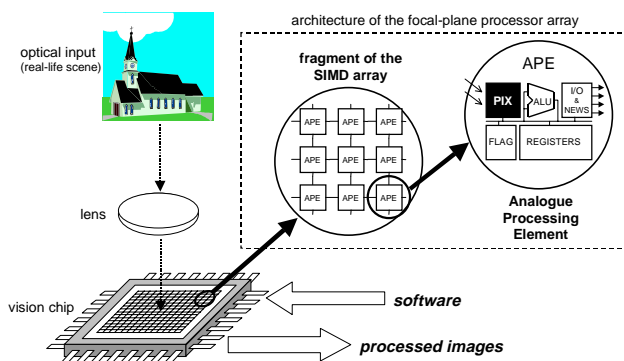 architecture of the focal-plane processor array
optical input
(real-life scene)
fragment of the
SIMD array
APE APE APE
APE APE APE
APE APE APE
APE
PIX
ALU
I/O
&
NEWS
FLAG
REGISTERS
Analogue
Processing
Element
lens
vision chip
software
processed images